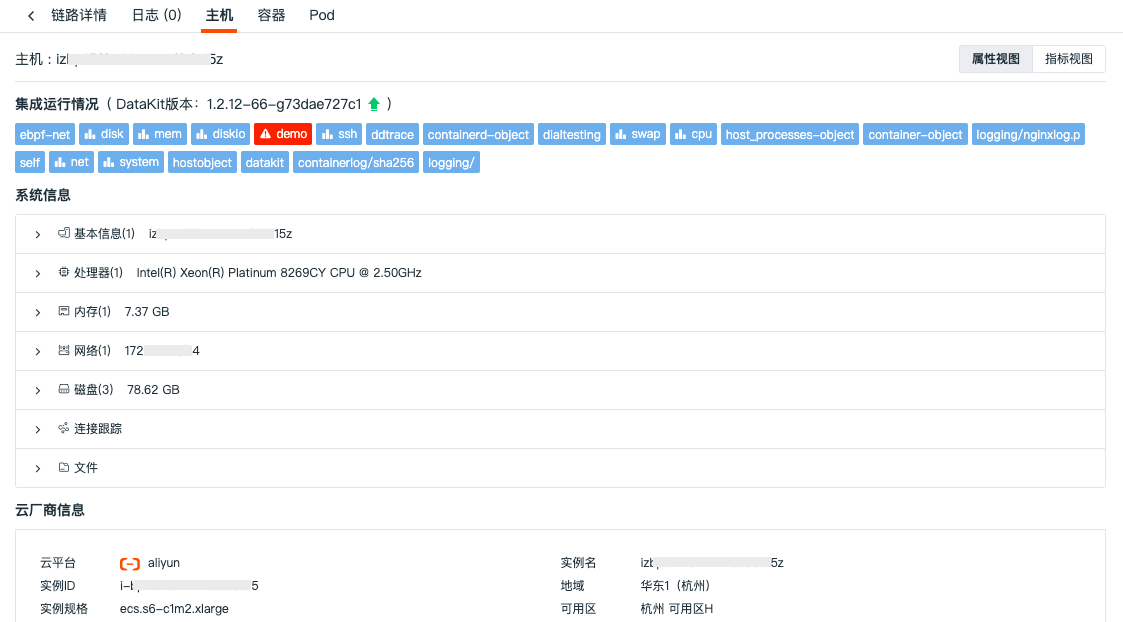 链路详情 日志 (0) 主机 容器 Pod
主机：iz 5z 属性视图 指标视图
集成运行情况（ DataKit版本：1.2.12-66-g73dae727c1 ）
ebpf-net disk mem diskio demo ssh ddtrace containerd-object dialtesting swap cpu host_processes-object container-object logging/nginxlog.p
self net system hostobject datakit containerlog/sha256 logging/
系统信息
基本信息(1) iz 15z
处理器(1) Intel(R) Xeon(R) Platinum 8269CY CPU @ 2.50GHz
内存(1) 7.37 GB
网络(1) 172 4
磁盘(3) 78.62 GB
连接跟踪
文件
云厂商信息
云平台 aliyun 实例名 izb 5z
实例ID i-b 5 地域 华东1（杭州）
实例规格 ecs.s6-c1m2.xlarge 可用区 杭州 可用区H